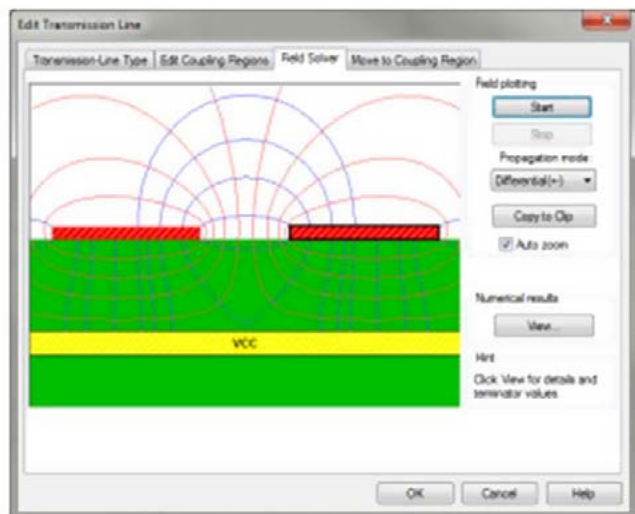 Edit Transmission Line
Transmission-Line Type
Edit Coupling Regions
Field Solver
Move to Coupling Region
Field plotting
Start
Stop
Propagation mode:
Differential(+-)
Copy to Clip
Auto zoom
VCC
Numerical results
View...
Hint
Click View for details and
terminator values.
OK
Cancel
Help